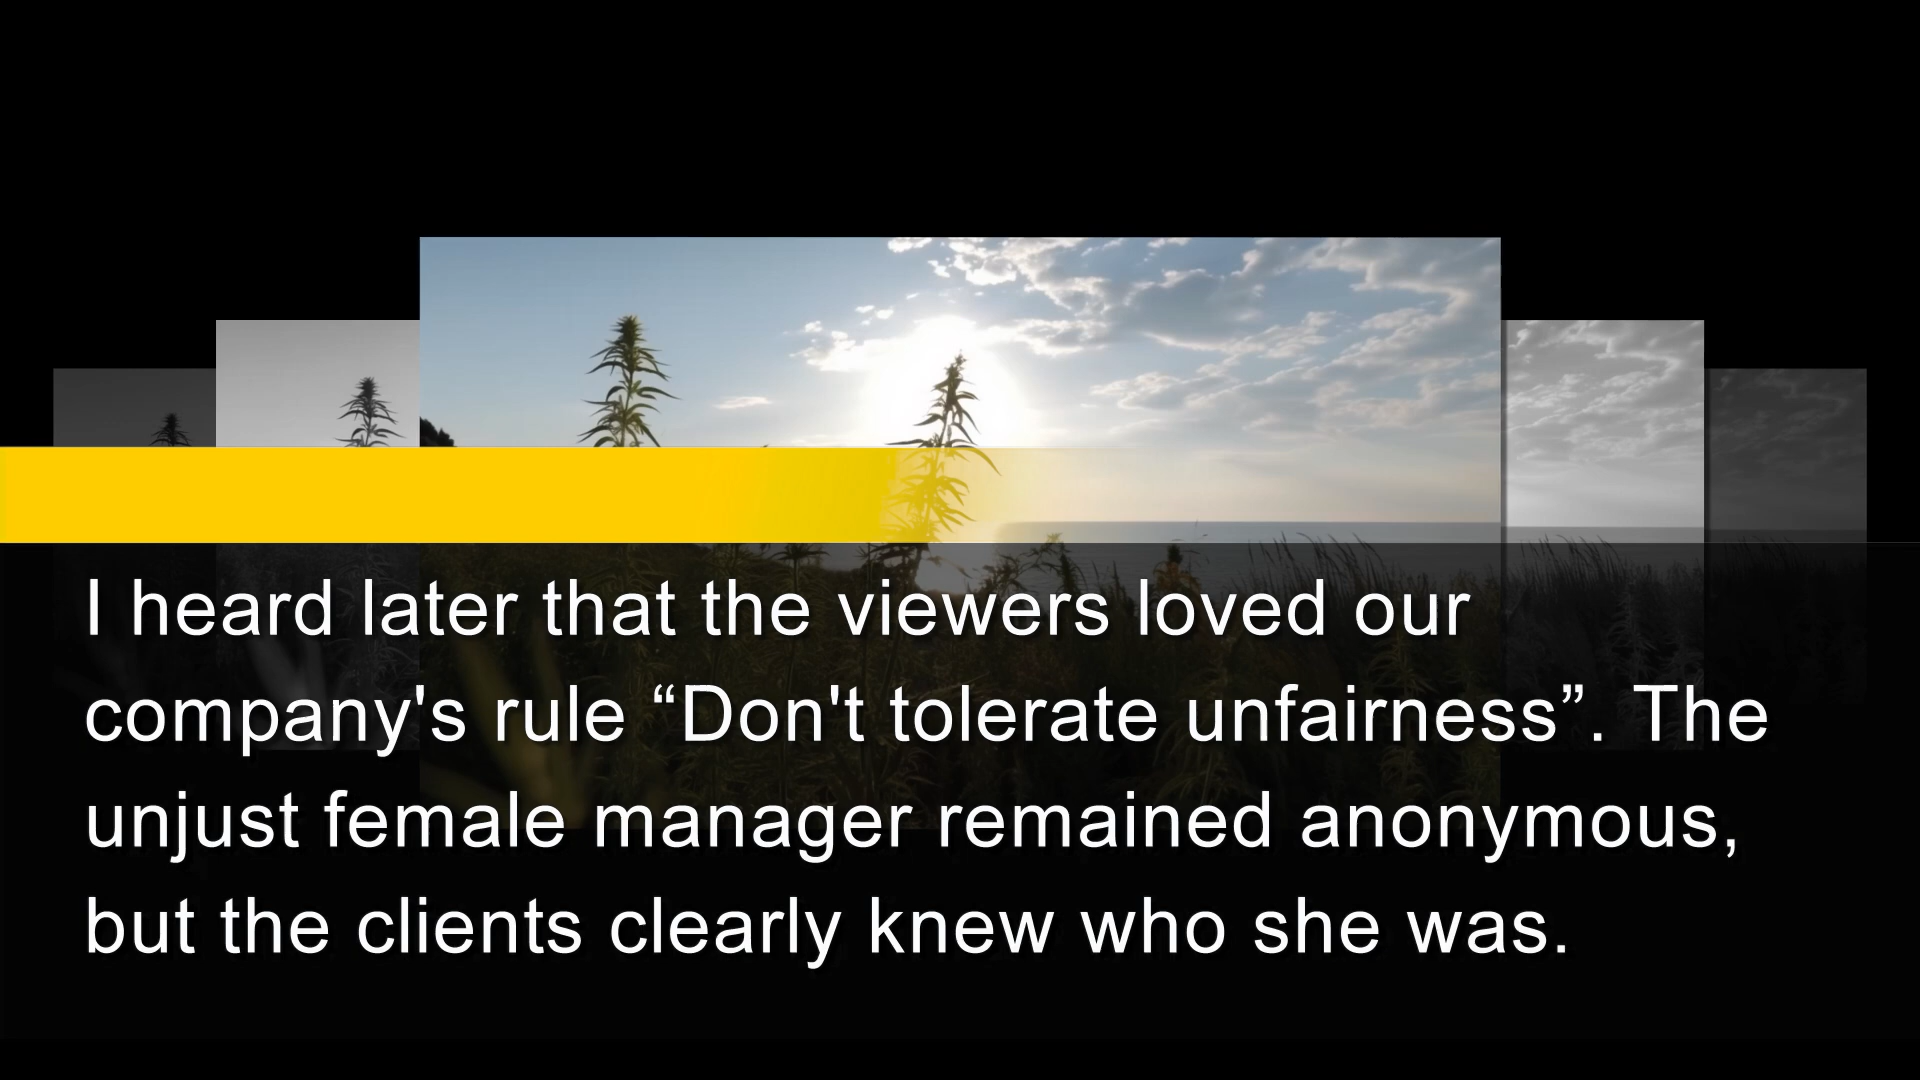 I heard later that the viewers loved our
company's rule “Don't tolerate unfairness”. The
unjust female manager remained anonymous,
but the clients clearly knew who she was.